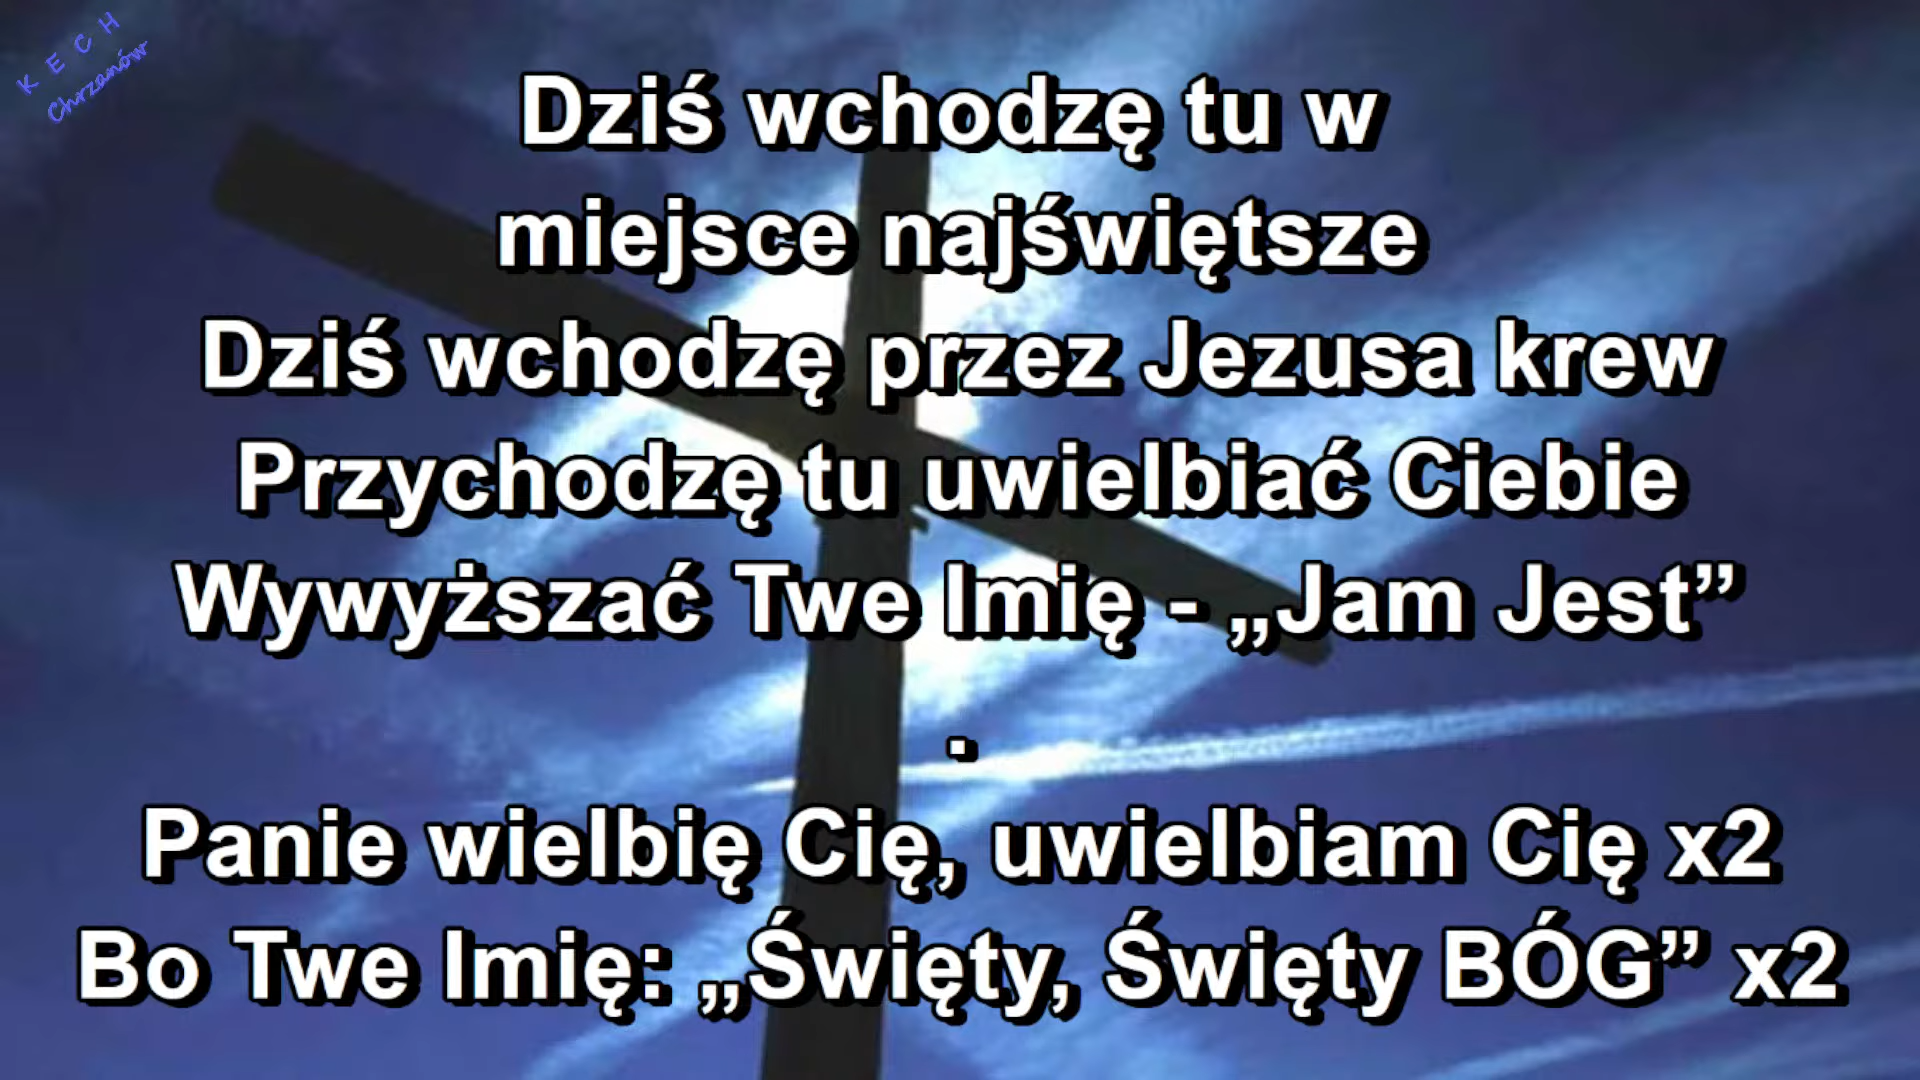 K E C H
Chrzanów
Dziś wchodzę tu w
miejsce najświętsze
Dziś wchodzę przez Jezusa krew
Przychodzę tu uwielbiać Ciebie
Wywyższać Twe Imię - „Jam Jest”
.
Panie wielbię Cię, uwielbiam Cię x2
Bo Twe Imię: „Święty, Święty BÓG” x2